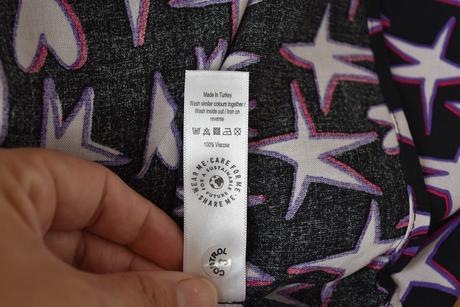 Made In Turkey
Wash similar colours together /
Wash inside out / Iron on
reverse
100% Viscose
WEAR ME · CARE FOR ME · SHARE ME ·
FOR A SUSTAINABLE FUTURE
CONTROL